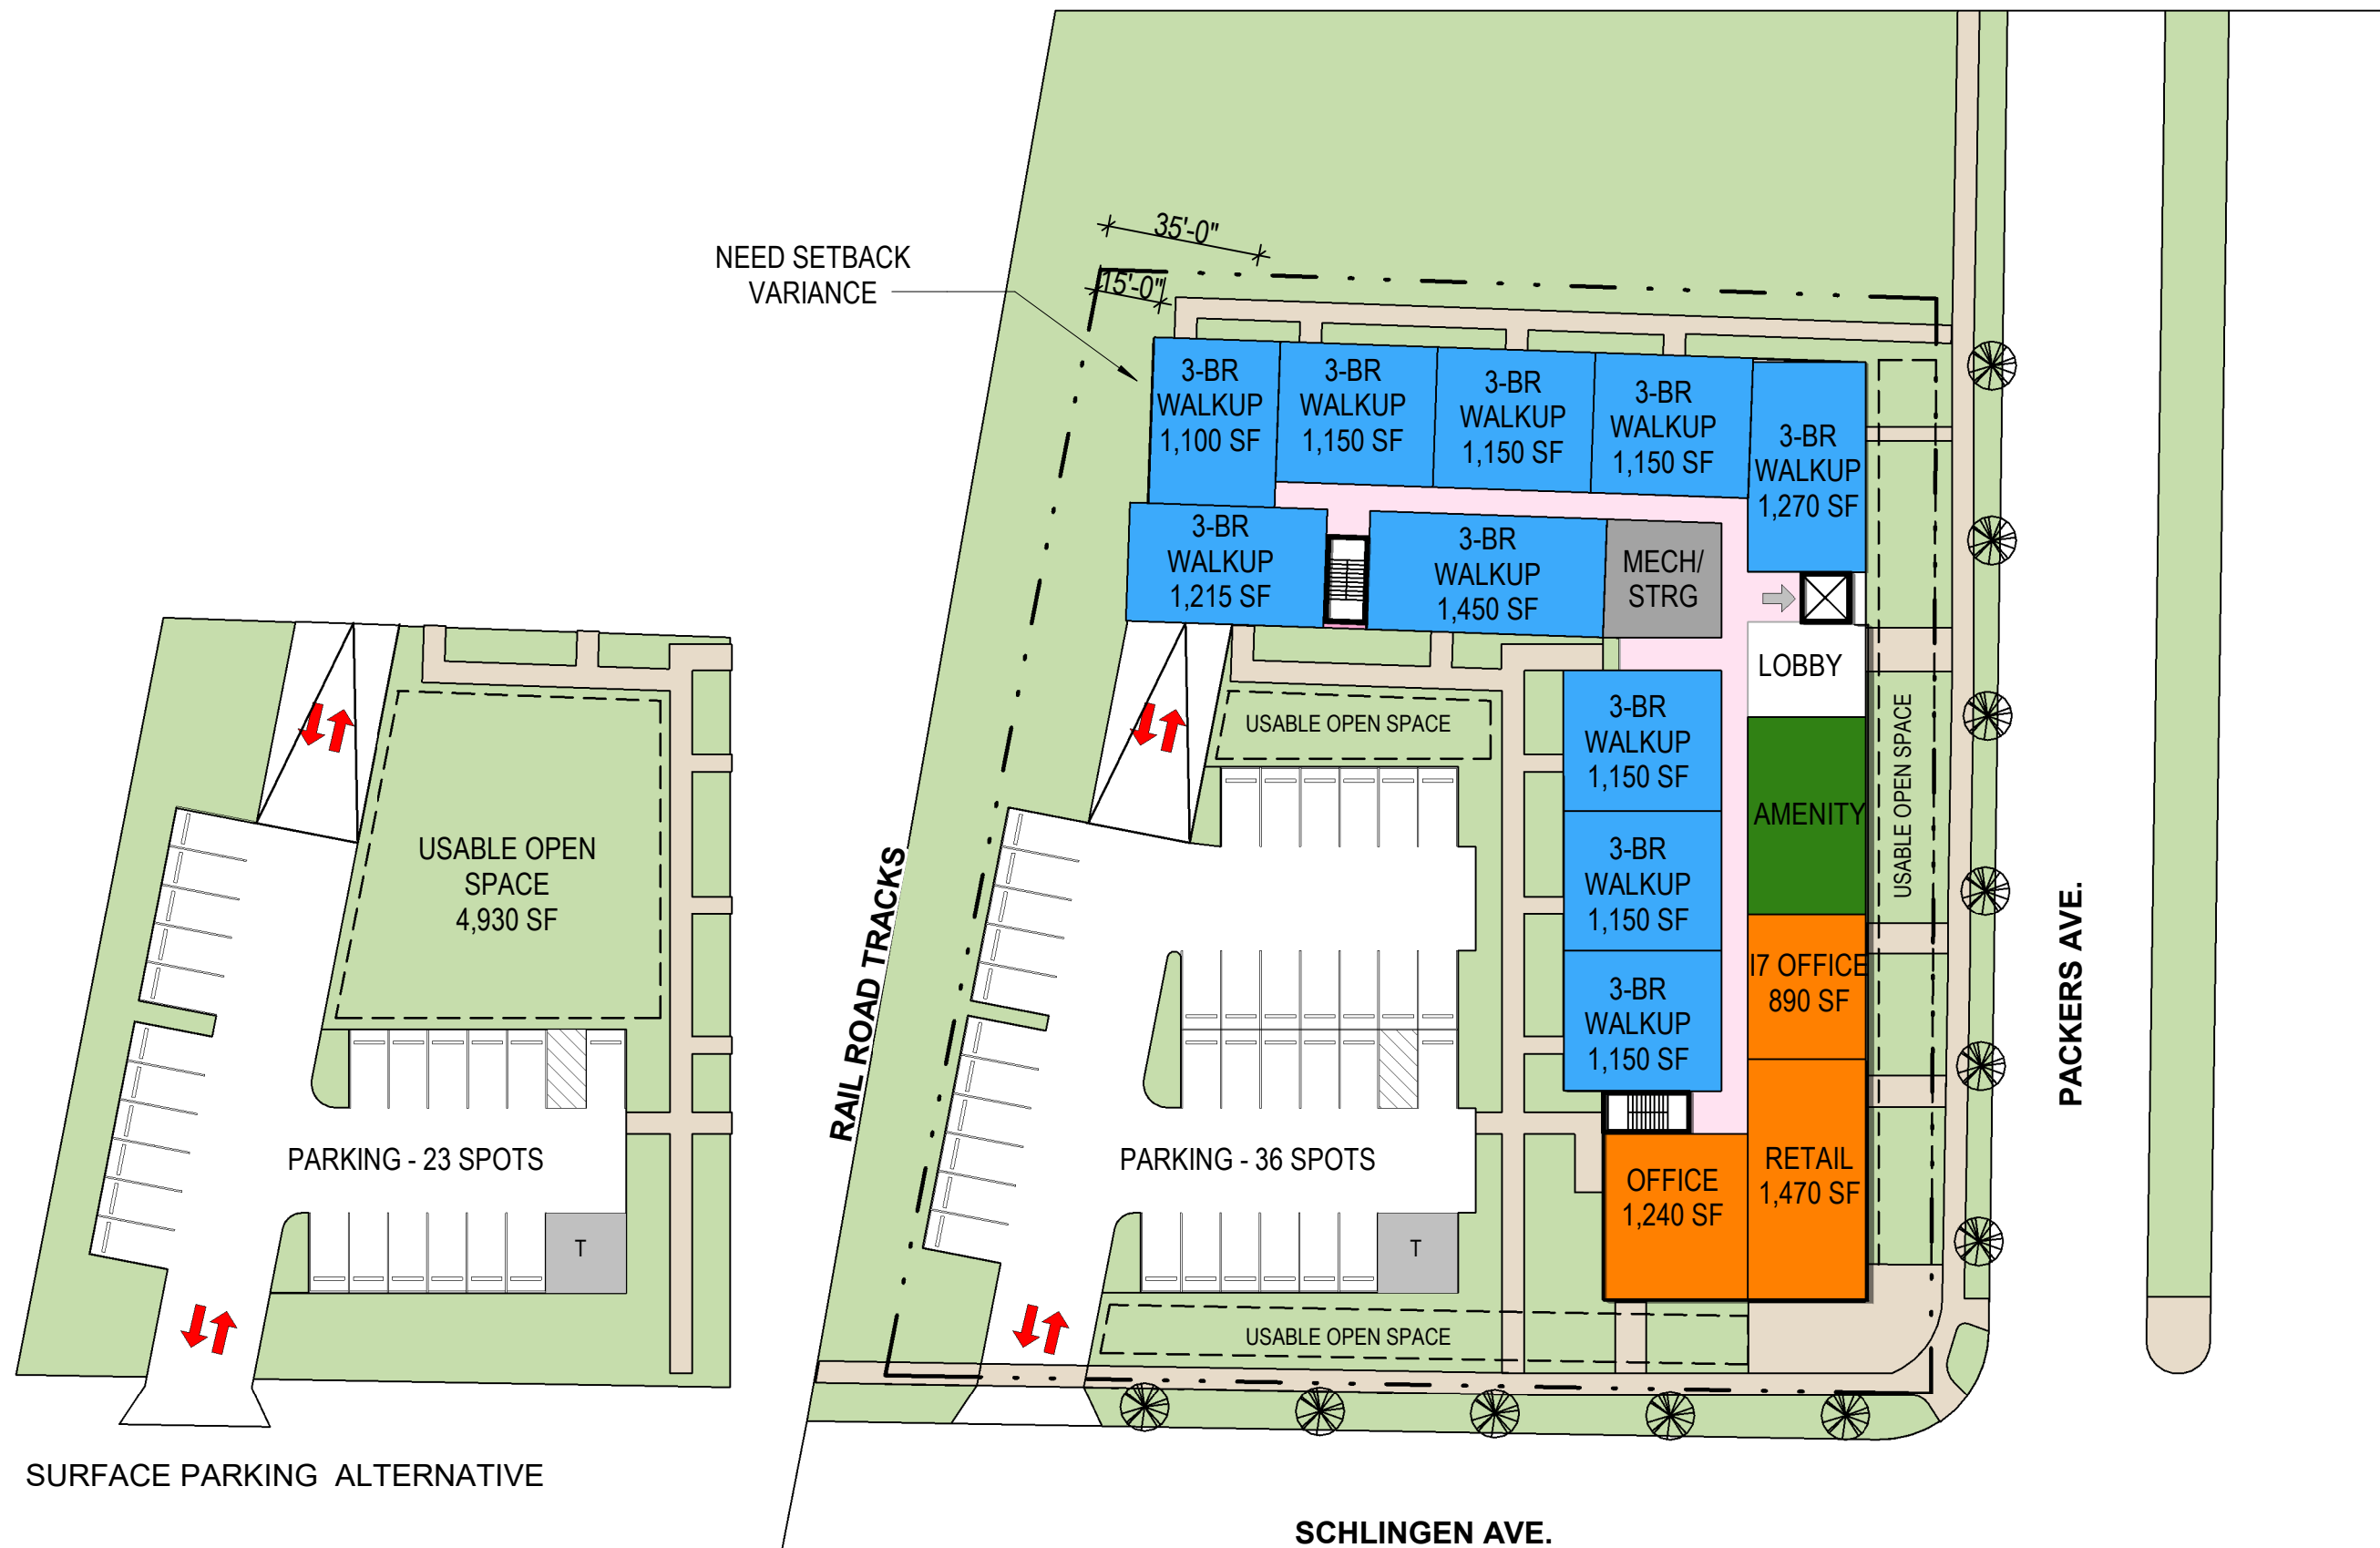 35'-0"
NEED SETBACK
VARIANCE
15'-0"
3-BR
WALKUP
1,100 SF
3-BR
WALKUP
1,150 SF
3-BR
WALKUP
1,150 SF
3-BR
WALKUP
1,150 SF
3-BR
WALKUP
1,270 SF
3-BR
WALKUP
1,215 SF
3-BR
WALKUP
1,450 SF
MECH/
STRG
LOBBY
USABLE OPEN SPACE
3-BR
WALKUP
1,150 SF
AMENITY
USABLE OPEN SPACE
3-BR
WALKUP
1,150 SF
I7 OFFICE
890 SF
3-BR
WALKUP
1,150 SF
RETAIL
1,470 SF
OFFICE
1,240 SF
PARKING - 36 SPOTS
T
USABLE OPEN SPACE
RAIL ROAD TRACKS
PACKERS AVE.
SCHLINGEN AVE.
USABLE OPEN
SPACE
4,930 SF
PARKING - 23 SPOTS
T
SURFACE PARKING ALTERNATIVE